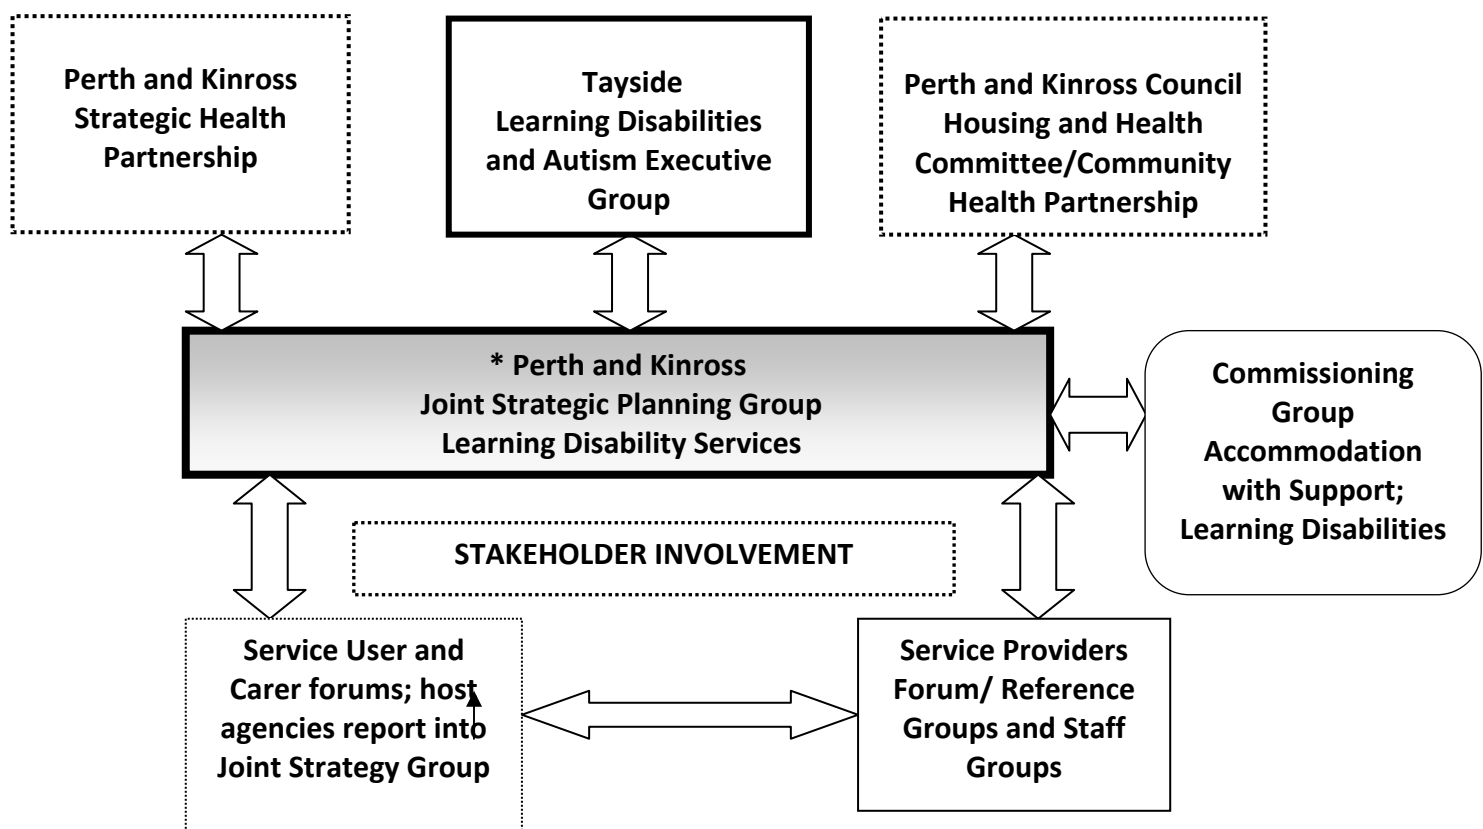 Perth and Kinross
Strategic Health
Partnership
Tayside
Learning Disabilities
and Autism Executive
Group
Perth and Kinross Council
Housing and Health
Committee/Community
Health Partnership
* Perth and Kinross
Joint Strategic Planning Group
Learning Disability Services
Commissioning
Group
Accommodation
with Support;
Learning Disabilities
STAKEHOLDER INVOLVEMENT
Service User and
Carer forums; host
agencies report into
Joint Strategy Group
Service Providers
Forum/ Reference
Groups and Staff
Groups